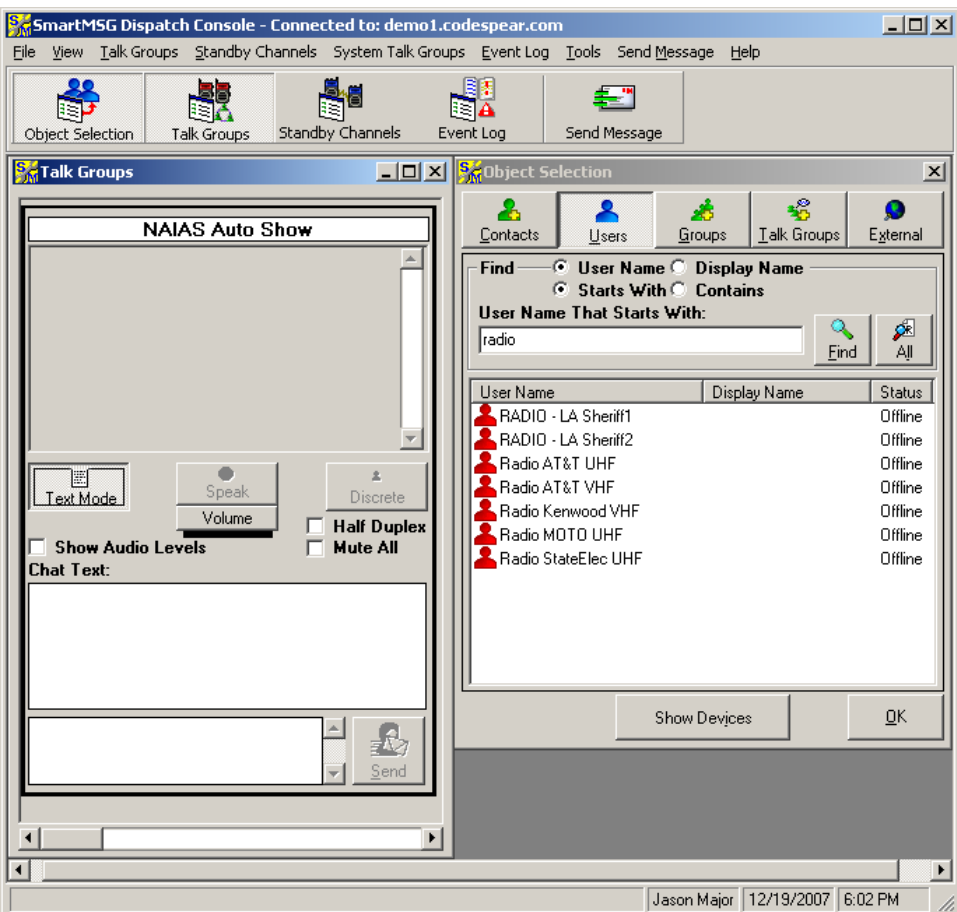 SmartMSG Dispatch Console - Connected to: demo1.codespear.com
File View Talk Groups Standby Channels System Talk Groups Event Log Tools Send Message Help
Object Selection Talk Groups Standby Channels Event Log Send Message
Talk Groups
NAIAS Auto Show
Text Mode
Speak
Volume
Discrete
Half Duplex
Show Audio Levels
Mute All
Chat Text:
Send
Object Selection
Contacts Users Groups Talk Groups External
Find User Name Display Name
Starts With Contains
User Name That Starts With:
radio
Find All
User Name Display Name Status
RADIO - LA Sheriff1 Offline
RADIO - LA Sheriff2 Offline
Radio AT&T UHF Offline
Radio AT&T VHF Offline
Radio Kenwood VHF Offline
Radio MOTO UHF Offline
Radio StateElec UHF Offline
Show Devices OK
Jason Major 12/19/2007 6:02 PM